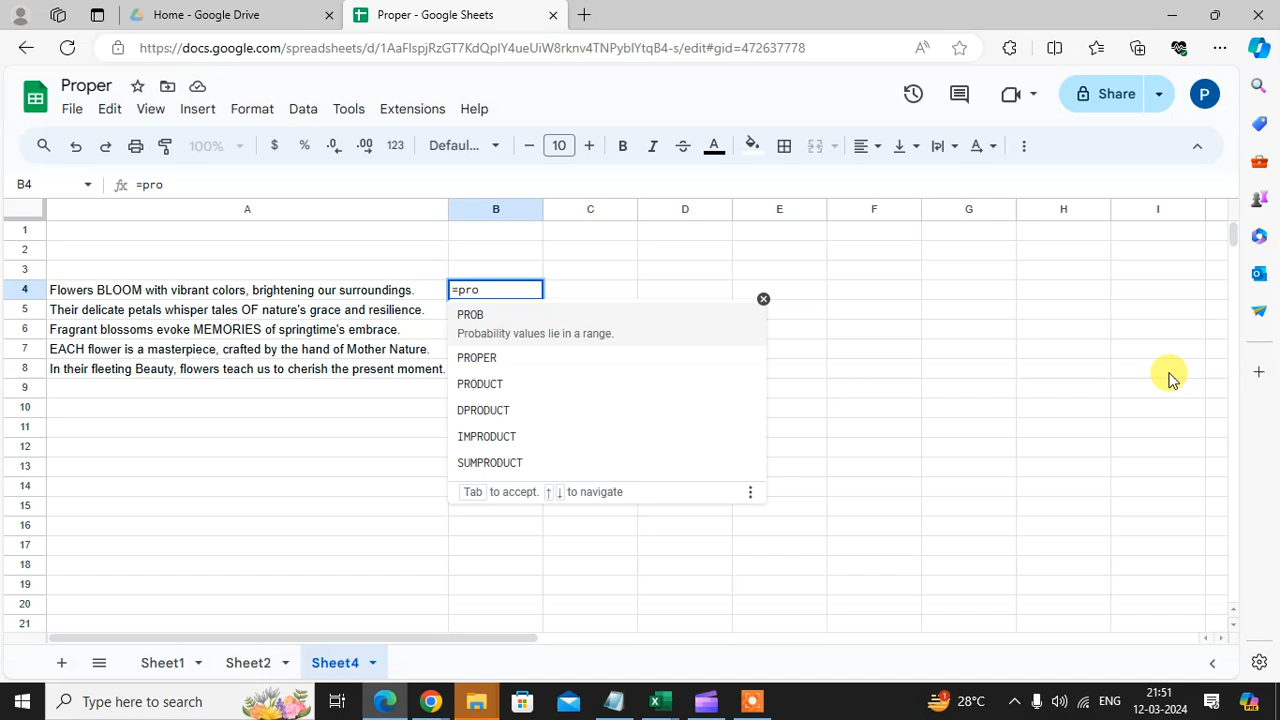 Home - Google Drive
Proper - Google Sheets
https://docs.google.com/spreadsheets/d/1AaFIspjRzGT7KdQpIY4ueUiW8rknv4TNPybIYtqB4-s/edit#gid=472637778
Proper
File Edit View Insert Format Data Tools Extensions Help
Share
P
100% $ % .0 .00 123 Defaul... 10 B I A
B4 =pro
A B C D E F G H I
1
2
3
4 Flowers BLOOM with vibrant colors, brightening our surroundings. =pro
5 Their delicate petals whisper tales OF nature's grace and resilience.
6 Fragrant blossoms evoke MEMORIES of springtime's embrace.
7 EACH flower is a masterpiece, crafted by the hand of Mother Nature.
8 In their fleeting Beauty, flowers teach us to cherish the present moment.
9
10
11
12
13
14
15
16
17
18
19
20
21
PROB
Probability values lie in a range.
PROPER
PRODUCT
DPRODUCT
IMPRODUCT
SUMPRODUCT
Tab to accept. ↑ ↓ to navigate
Sheet1 Sheet2 Sheet4
Type here to search
28°C ENG 21:51
12-03-2024